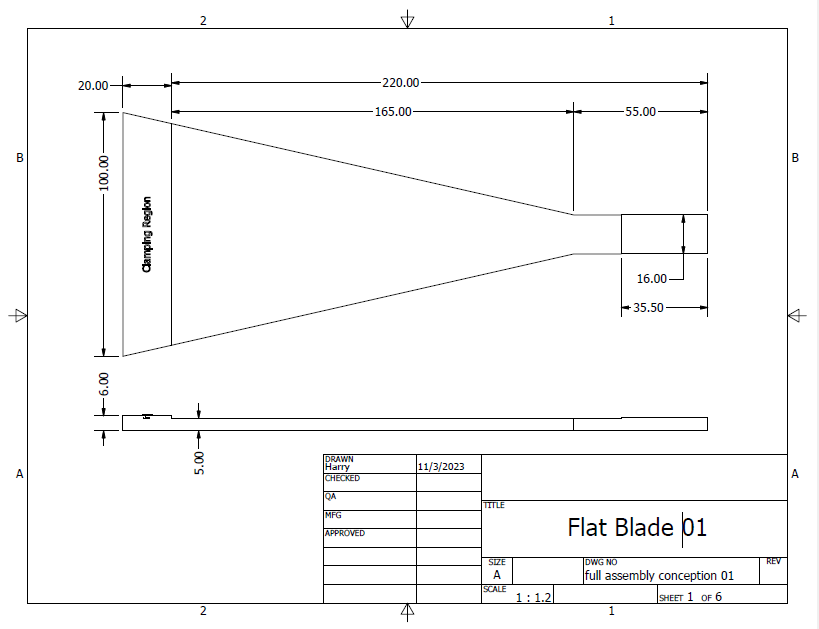 2 1
20.00 220.00
165.00 55.00
B B
100.00
Clamping Region
16.00
35.50
6.00
5.00
A A
DRAWN
Harry 11/3/2023
CHECKED
QA
MFG
APPROVED
TITLE
Flat Blade 01
SIZE
A
DWG NO
full assembly conception 01
REV
SCALE
1 : 1.2
SHEET 1 OF 6
2 1